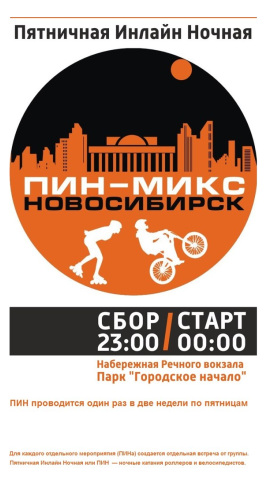 Пятничная Инлайн Ночная
ПИН-МИКС
НОВОСИБИРСК
СБОР / СТАРТ
23:00 / 00:00
Набережная Речного вокзала
Парк "Городское начало"
ПИН проводится один раз в две недели по пятницам
Для каждого отдельного мероприятия (ПИНа) создается отдельная встреча от группы.
Пятничная Инлайн Ночная или ПИН — ночные катания роллеров и велосипедистов.